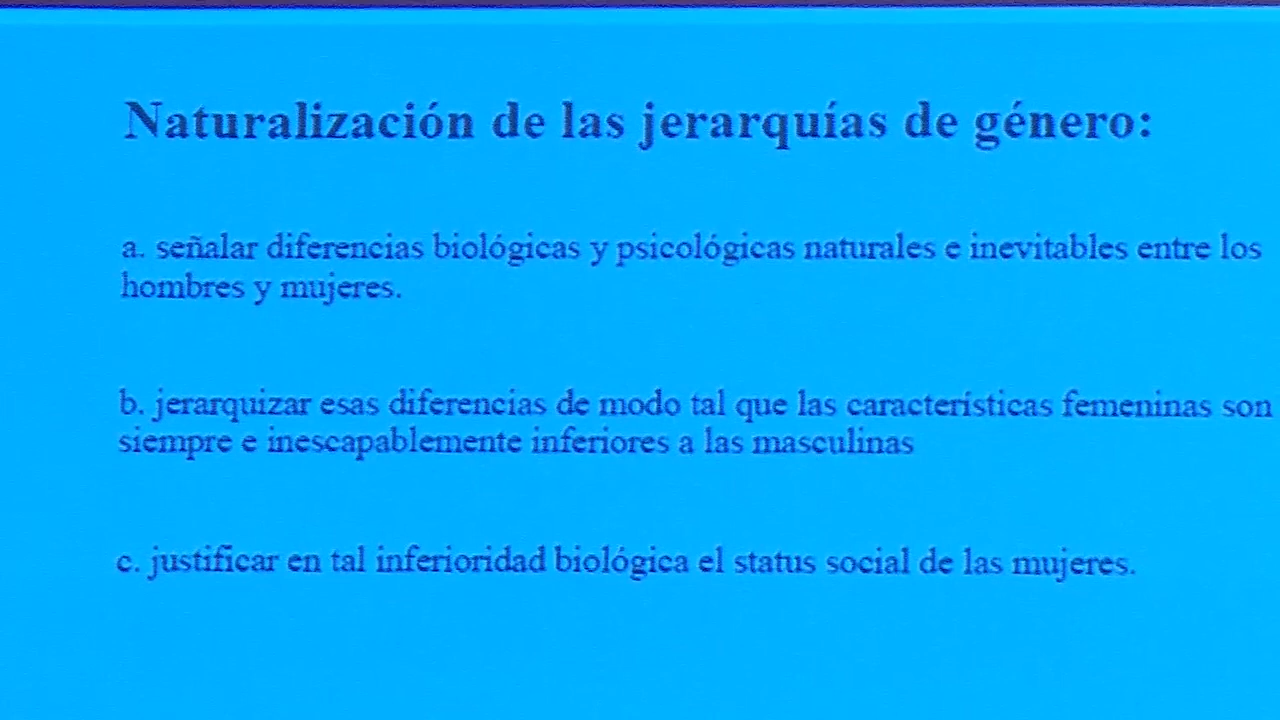 Naturalización de las jerarquías de género:
a. señalar diferencias biológicas y psicológicas naturales e inevitables entre los
hombres y mujeres.
b. jerarquizar esas diferencias de modo tal que las características femeninas son
siempre e inescapablemente inferiores a las masculinas
c. justificar en tal inferioridad biológica el status social de las mujeres.